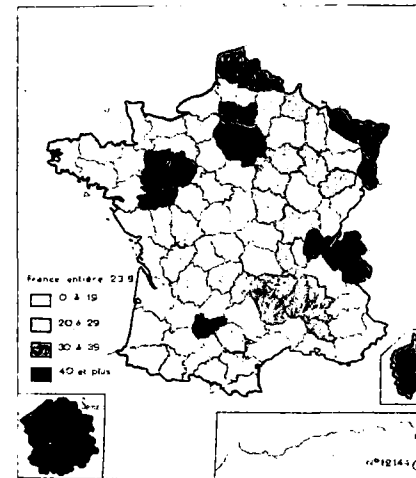 France entière 23 9
0 à 19
20 à 29
30 à 39
40 et plus